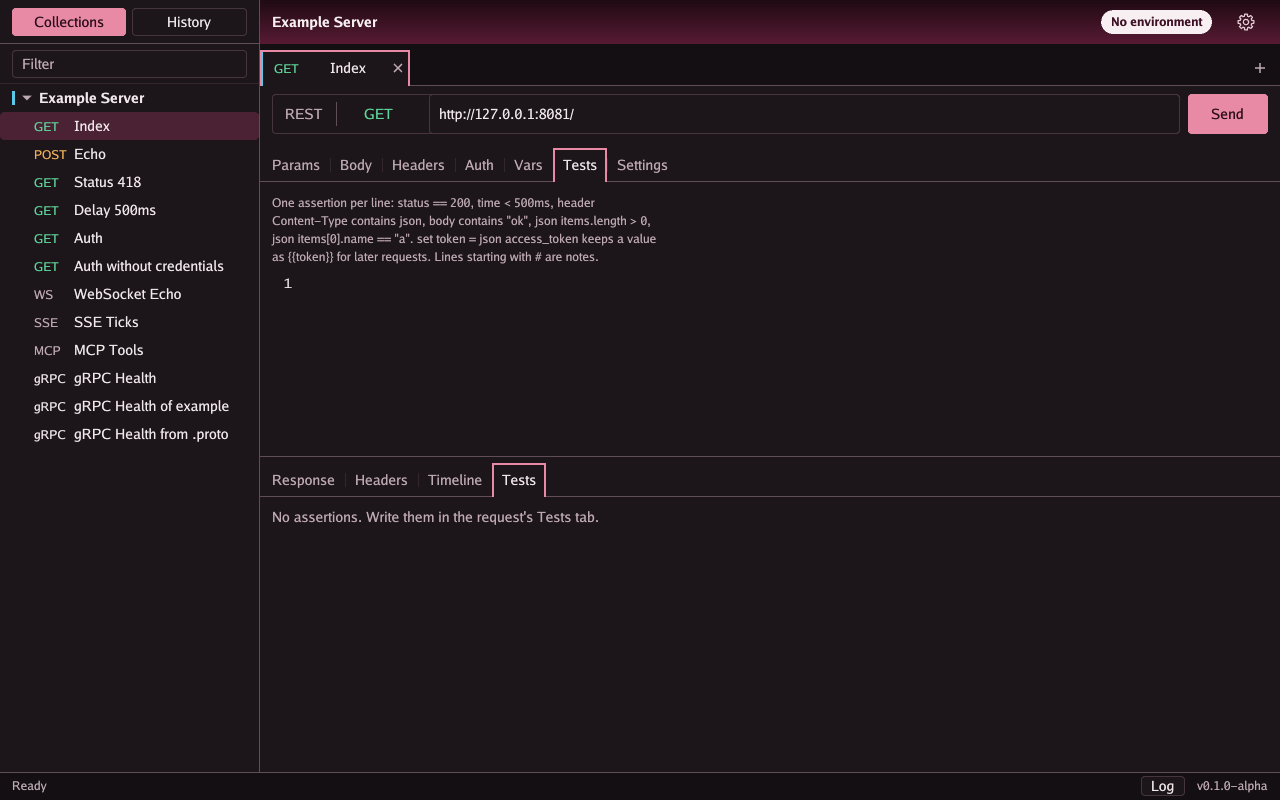 Collections
History
Example Server
No environment
Filter
GET
Index
Example Server
REST
GET
http://127.0.0.1:8081/
Send
GET Index
POST Echo
GET Status 418
GET Delay 500ms
GET Auth
GET Auth without credentials
WS WebSocket Echo
SSE SSE Ticks
MCP MCP Tools
gRPC gRPC Health
gRPC gRPC Health of example
gRPC gRPC Health from .proto
Params
Body
Headers
Auth
Vars
Tests
Settings
One assertion per line: status == 200, time < 500ms, header
Content-Type contains json, body contains "ok", json items.length > 0,
json items[0].name == "a". set token = json access_token keeps a value
as {{token}} for later requests. Lines starting with # are notes.
1
Response
Headers
Timeline
Tests
No assertions. Write them in the request's Tests tab.
Ready
Log
v0.1.0-alpha